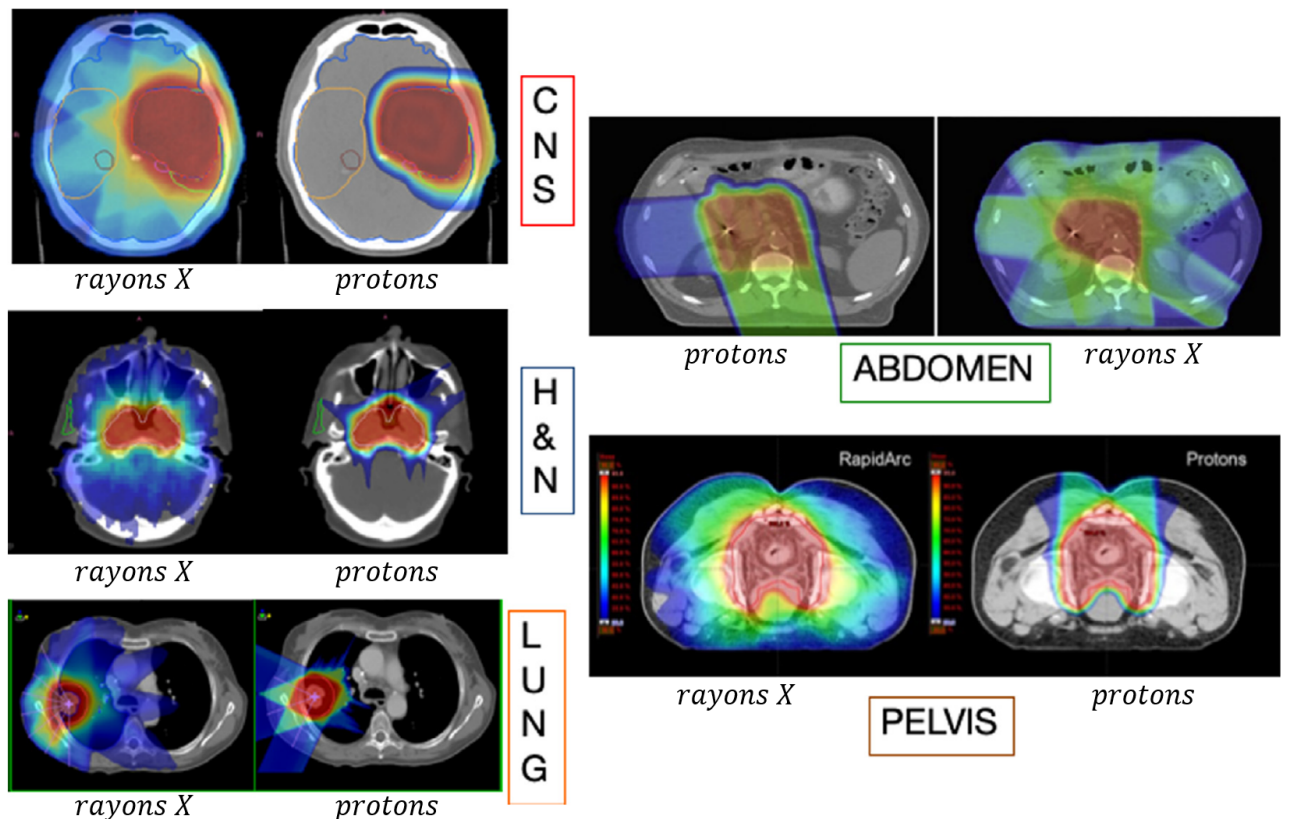 C
N
S
rayons X
protons
H
&
N
rayons X
protons
L
U
N
G
rayons X
protons
protons
rayons X
ABDOMEN
RapidArc
Protons
rayons X
protons
PELVIS